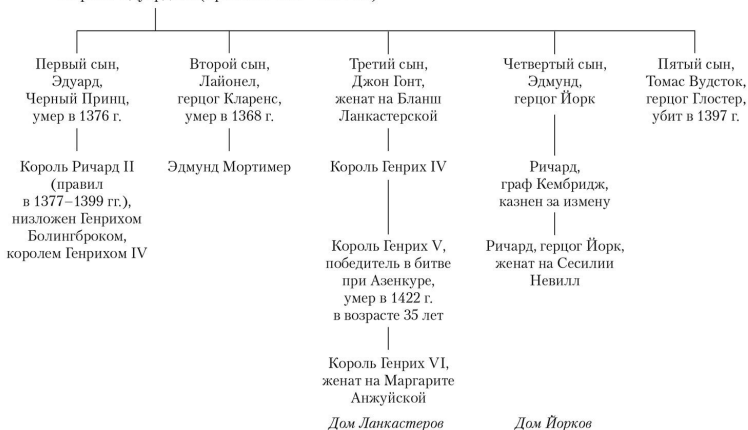 Первый сын,
Эдуард,
Черный Принц,
умер в 1376 г.
Второй сын,
Лайонел,
герцог Кларенс,
умер в 1368 г.
Третий сын,
Джон Гонт,
женат на Бланш
Ланкастерской
Четвертый сын,
Эдмунд,
герцог Йорк
Пятый сын,
Томас Вудсток,
герцог Глостер,
убит в 1397 г.
Король Ричард II
(правил
в 1377–1399 гг.),
низложен Генрихом
Болингброком,
королем Генрихом IV
Эдмунд Мортимер
Король Генрих IV
Ричард,
граф Кембридж,
казнен за измену
Король Генрих V,
победитель в битве
при Азенкуре,
умер в 1422 г.
в возрасте 35 лет
Ричард, герцог Йорк,
женат на Сесилии
Невилл
Король Генрих VI,
женат на Маргарите
Анжуйской
Дом Ланкастеров
Дом Йорков